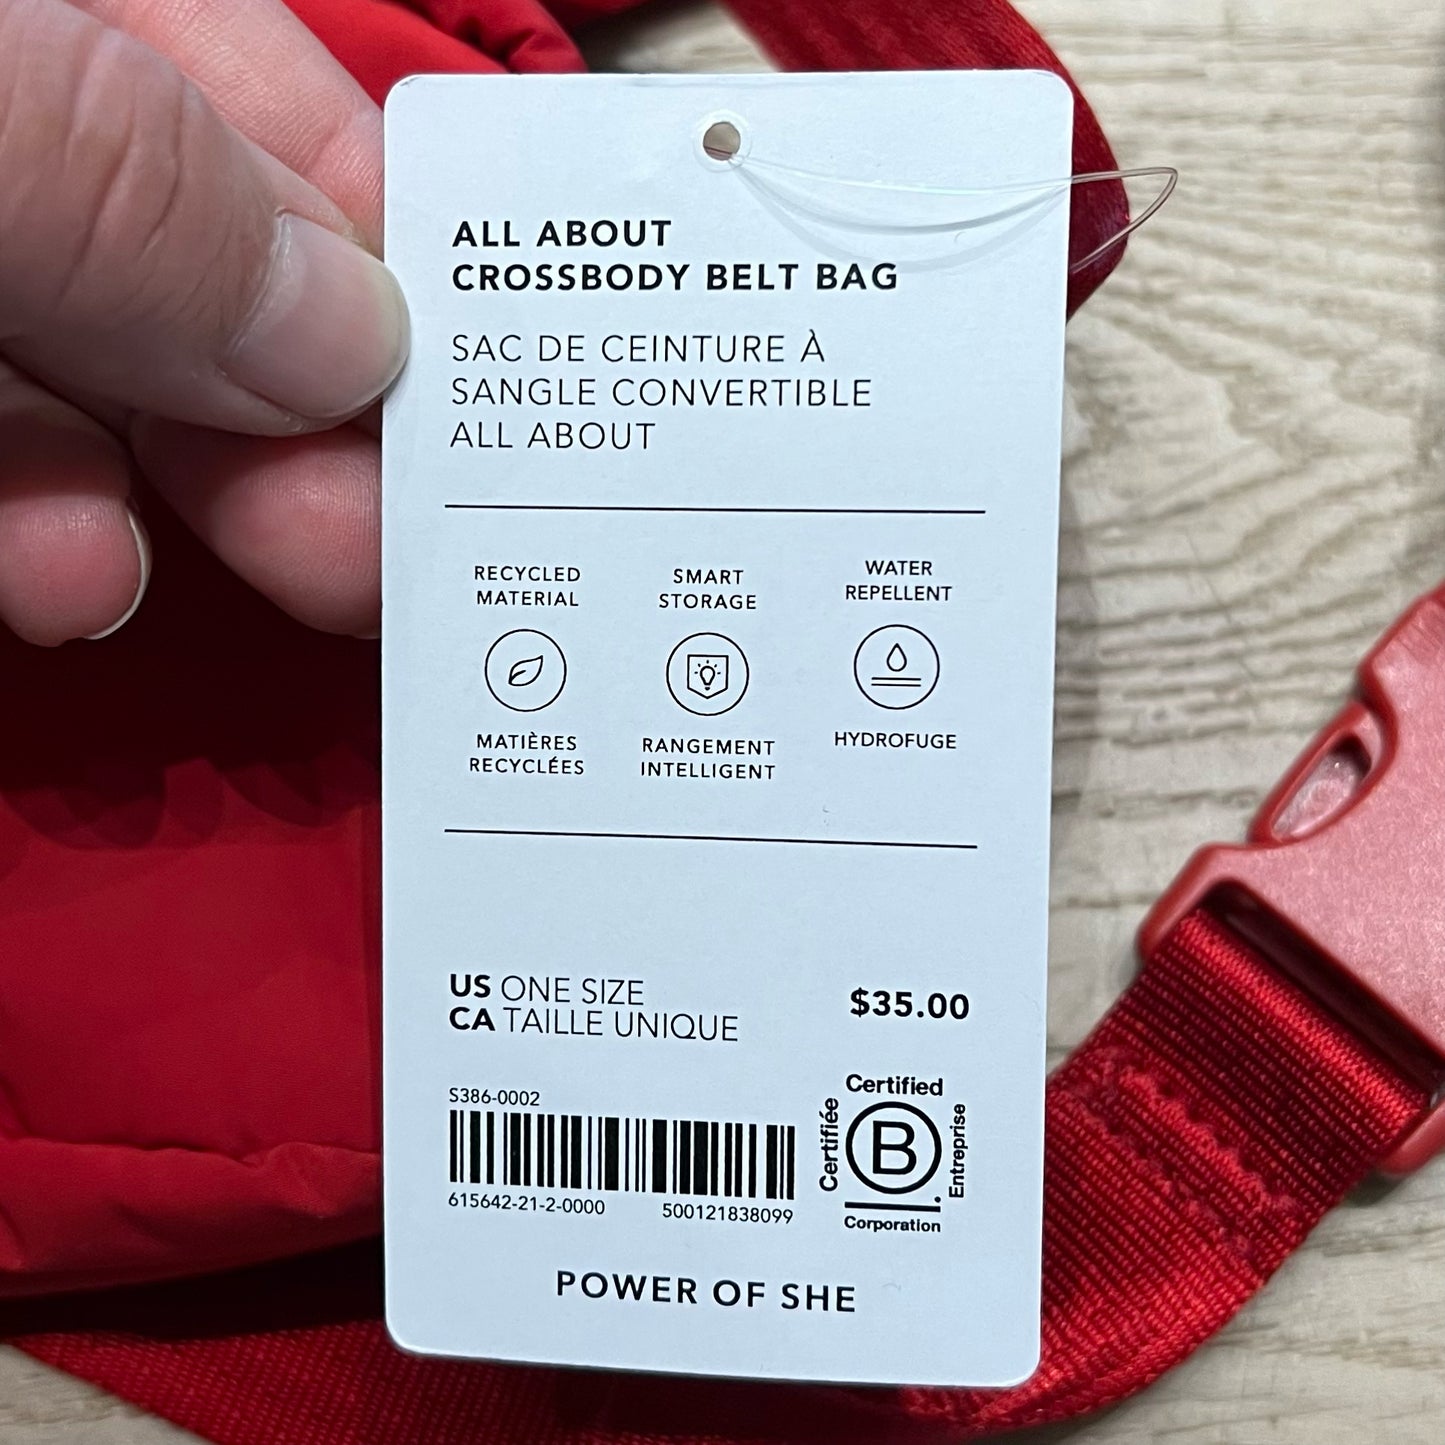 ALL ABOUT
CROSSBODY BELT BAG
SAC DE CEINTURE À
SANGLE CONVERTIBLE
ALL ABOUT
RECYCLED
MATERIAL
MATIÈRES
RECYCLÉES
SMART
STORAGE
RANGEMENT
INTELLIGENT
WATER
REPELLENT
HYDROFUGE
US ONE SIZE
CA TAILLE UNIQUE
$35.00
S386-0002
615642-21-2-0000 500121838099
Certified
Certifiée
B
Entreprise
Corporation
POWER OF SHE